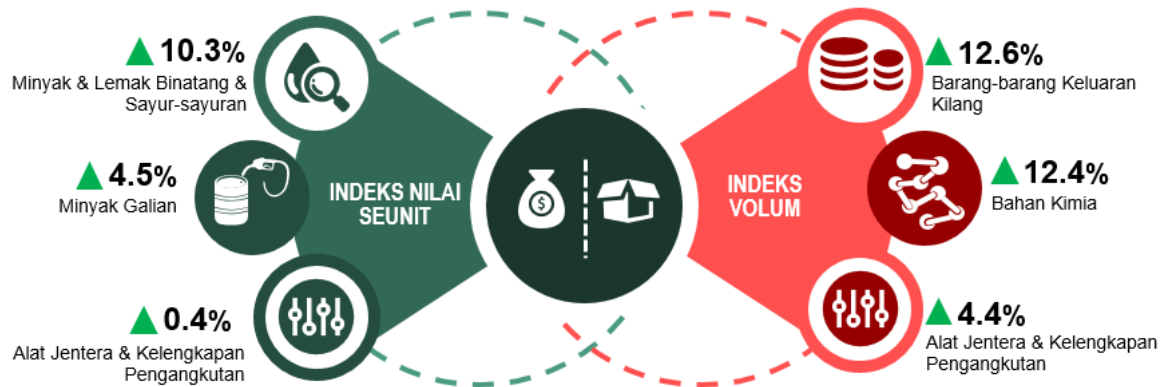 ▲ 10.3%
Minyak & Lemak Binatang &
Sayur-sayuran
▲ 4.5%
Minyak Galian
▲ 0.4%
Alat Jentera & Kelengkapan
Pengangkutan
INDEKS NILAI
SEUNIT
$
INDEKS
VOLUM
▲ 12.6%
Barang-barang Keluaran
Kilang
▲ 12.4%
Bahan Kimia
▲ 4.4%
Alat Jentera & Kelengkapan
Pengangkutan